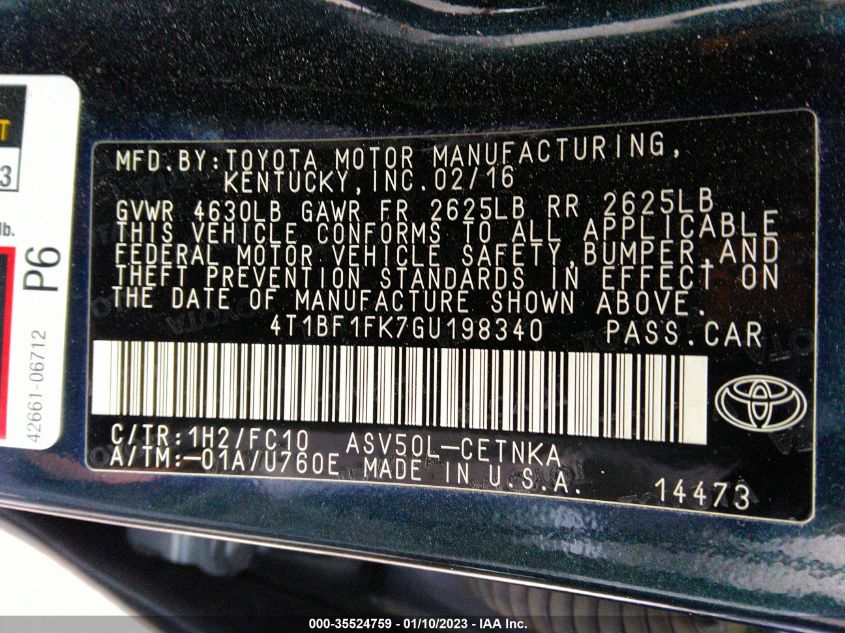 MFD.BY:TOYOTA MOTOR MANUFACTURING,
KENTUCKY,INC.02/16
GVWR 4630LB GAWR FR 2625LB RR 2625LB
THIS VEHICLE CONFORMS TO ALL APPLICABLE
FEDERAL MOTOR VEHICLE SAFETY,BUMPER,AND
THEFT PREVENTION STANDARDS IN EFFECT ON
THE DATE OF MANUFACTURE SHOWN ABOVE.
4T1BF1FK7GU198340 PASS.CAR
C/TR:1H2/FC10 ASV50L-CETNKA
A/TM:-01A/U760E MADE IN U.S.A.
14473
3
lb.
P6
42661-06712
000-35524759 — 01/10/2023 — IAA Inc.